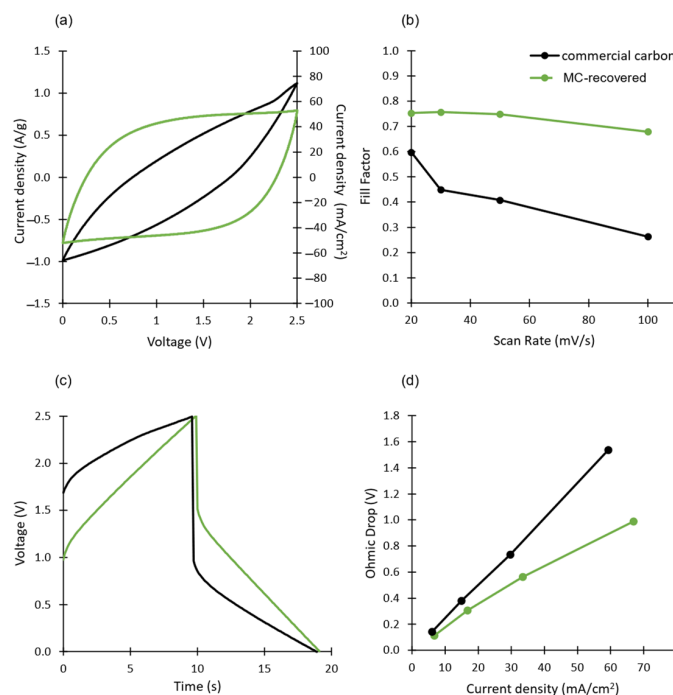 (a)
1.5
1.0
0.5
0.0
–0.5
–1.0
–1.5
Current density (A/g)
100
80
60
40
20
0
–20
–40
–60
–80
–100
Current density (mA/cm²)
0 0.5 1 1.5 2 2.5
Voltage (V)
(b)
commercial carbon
MC-recovered
1.0
0.9
0.8
0.7
0.6
0.5
0.4
0.3
0.2
0.1
0.0
Fill Factor
20 40 60 80 100
Scan Rate (mV/s)
(c)
2.5
2.0
1.5
1.0
0.5
0.0
Voltage (V)
0 5 10 15 20
Time (s)
(d)
1.8
1.6
1.4
1.2
1.0
0.8
0.6
0.4
0.2
0
Ohmic Drop (V)
0 10 20 30 40 50 60 70
Current density (mA/cm²)